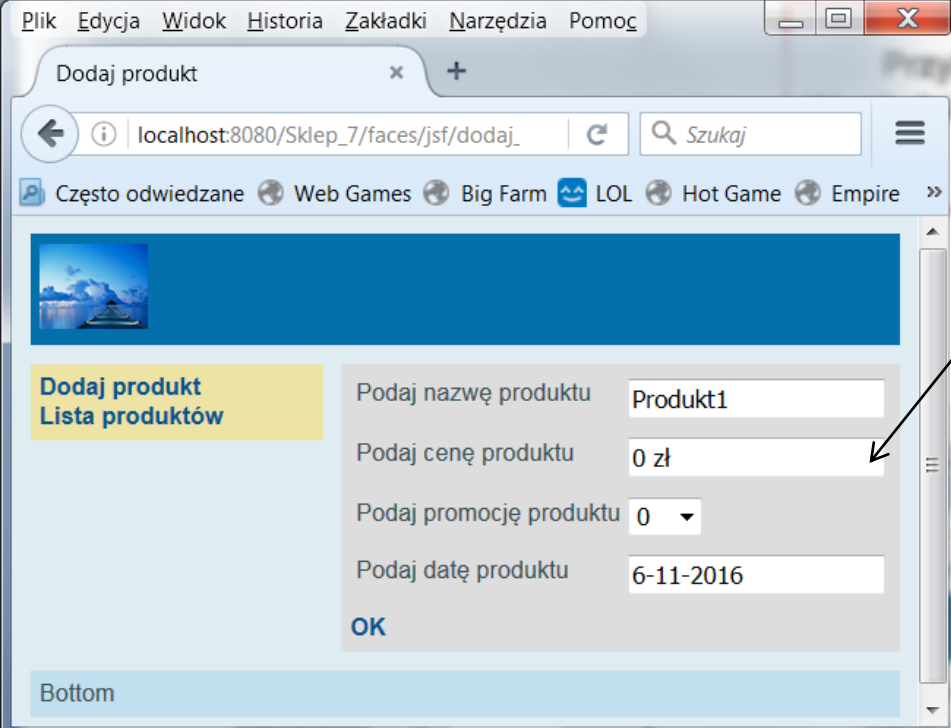 Plik Edycja Widok Historia Zakładki Narzędzia Pomoc
Dodaj produkt
localhost:8080/Sklep_7/faces/jsf/dodaj_
Szukaj
Często odwiedzane Web Games Big Farm LOL Hot Game Empire
Dodaj produkt
Lista produktów
Podaj nazwę produktu Produkt1
Podaj cenę produktu 0 zł
Podaj promocję produktu 0
Podaj datę produktu 6-11-2016
OK
Bottom